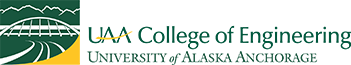 UAA College of Engineering
UNIVERSITY of ALASKA ANCHORAGE